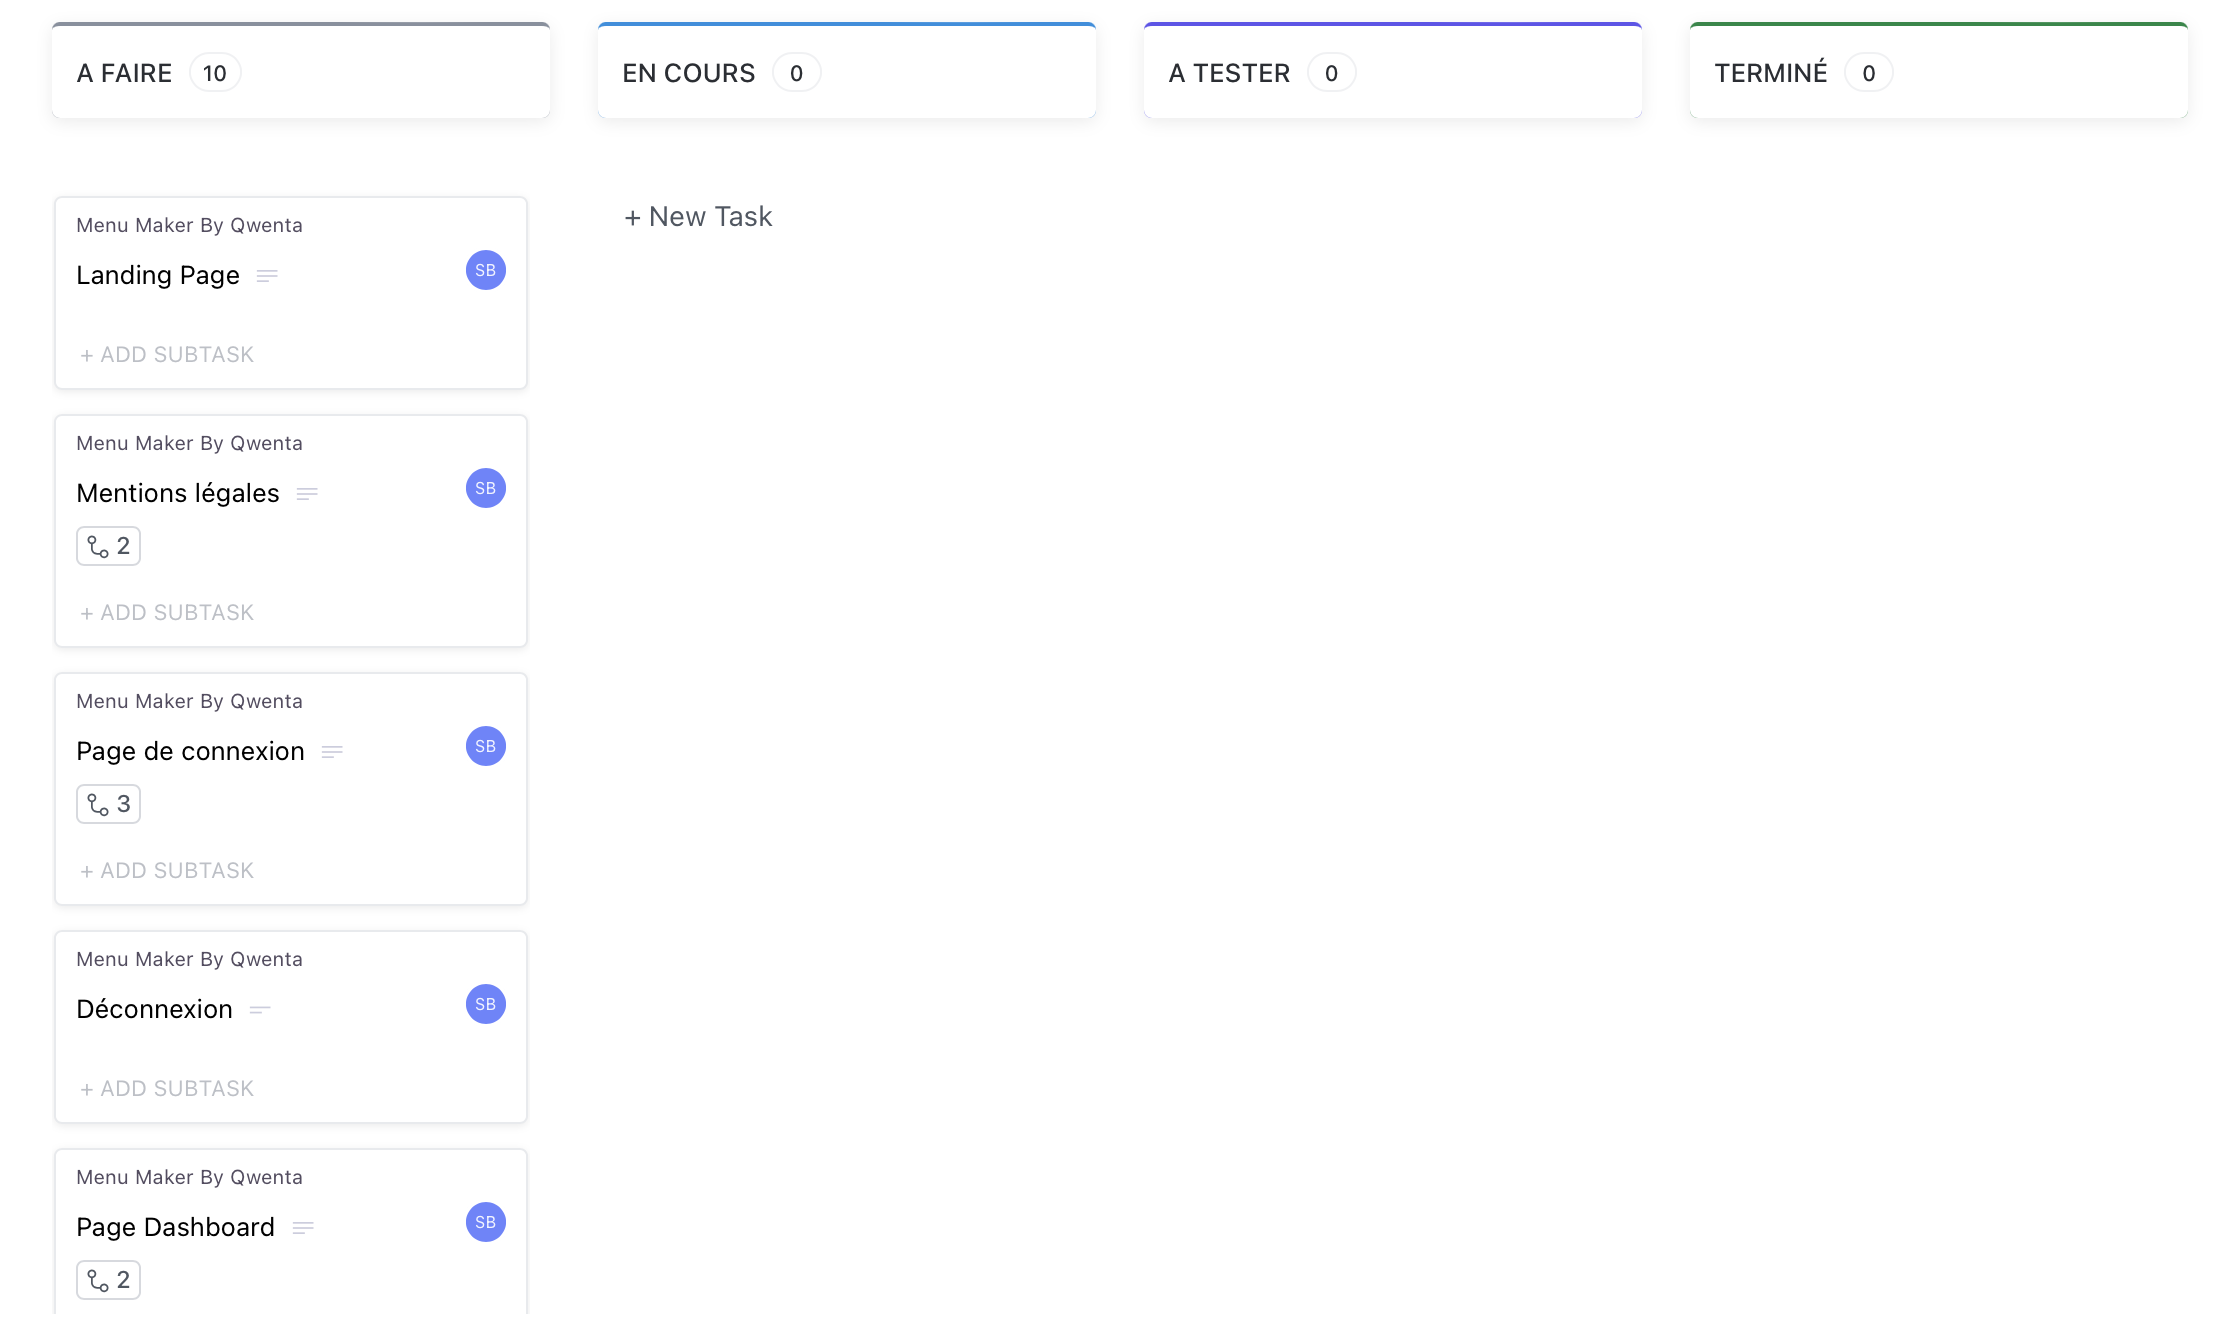 A FAIRE 10
EN COURS 0
A TESTER 0
TERMINÉ 0
Menu Maker By Qwenta
Landing Page
SB
+ ADD SUBTASK
Menu Maker By Qwenta
Mentions légales
SB
2
+ ADD SUBTASK
Menu Maker By Qwenta
Page de connexion
SB
3
+ ADD SUBTASK
Menu Maker By Qwenta
Déconnexion
SB
+ ADD SUBTASK
Menu Maker By Qwenta
Page Dashboard
SB
2
+ New Task